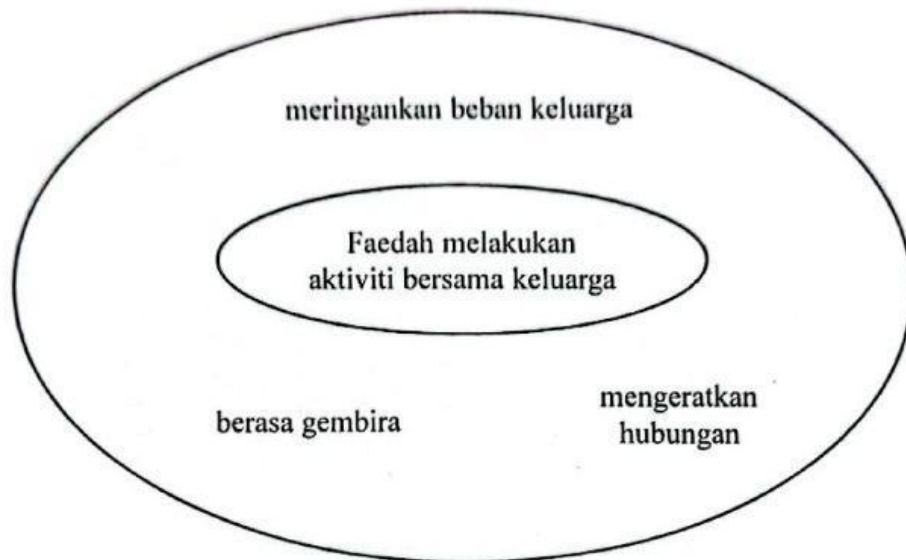 meringankan beban keluarga
Faedah melakukan
aktiviti bersama keluarga
berasa gembira
mengeratkan
hubungan